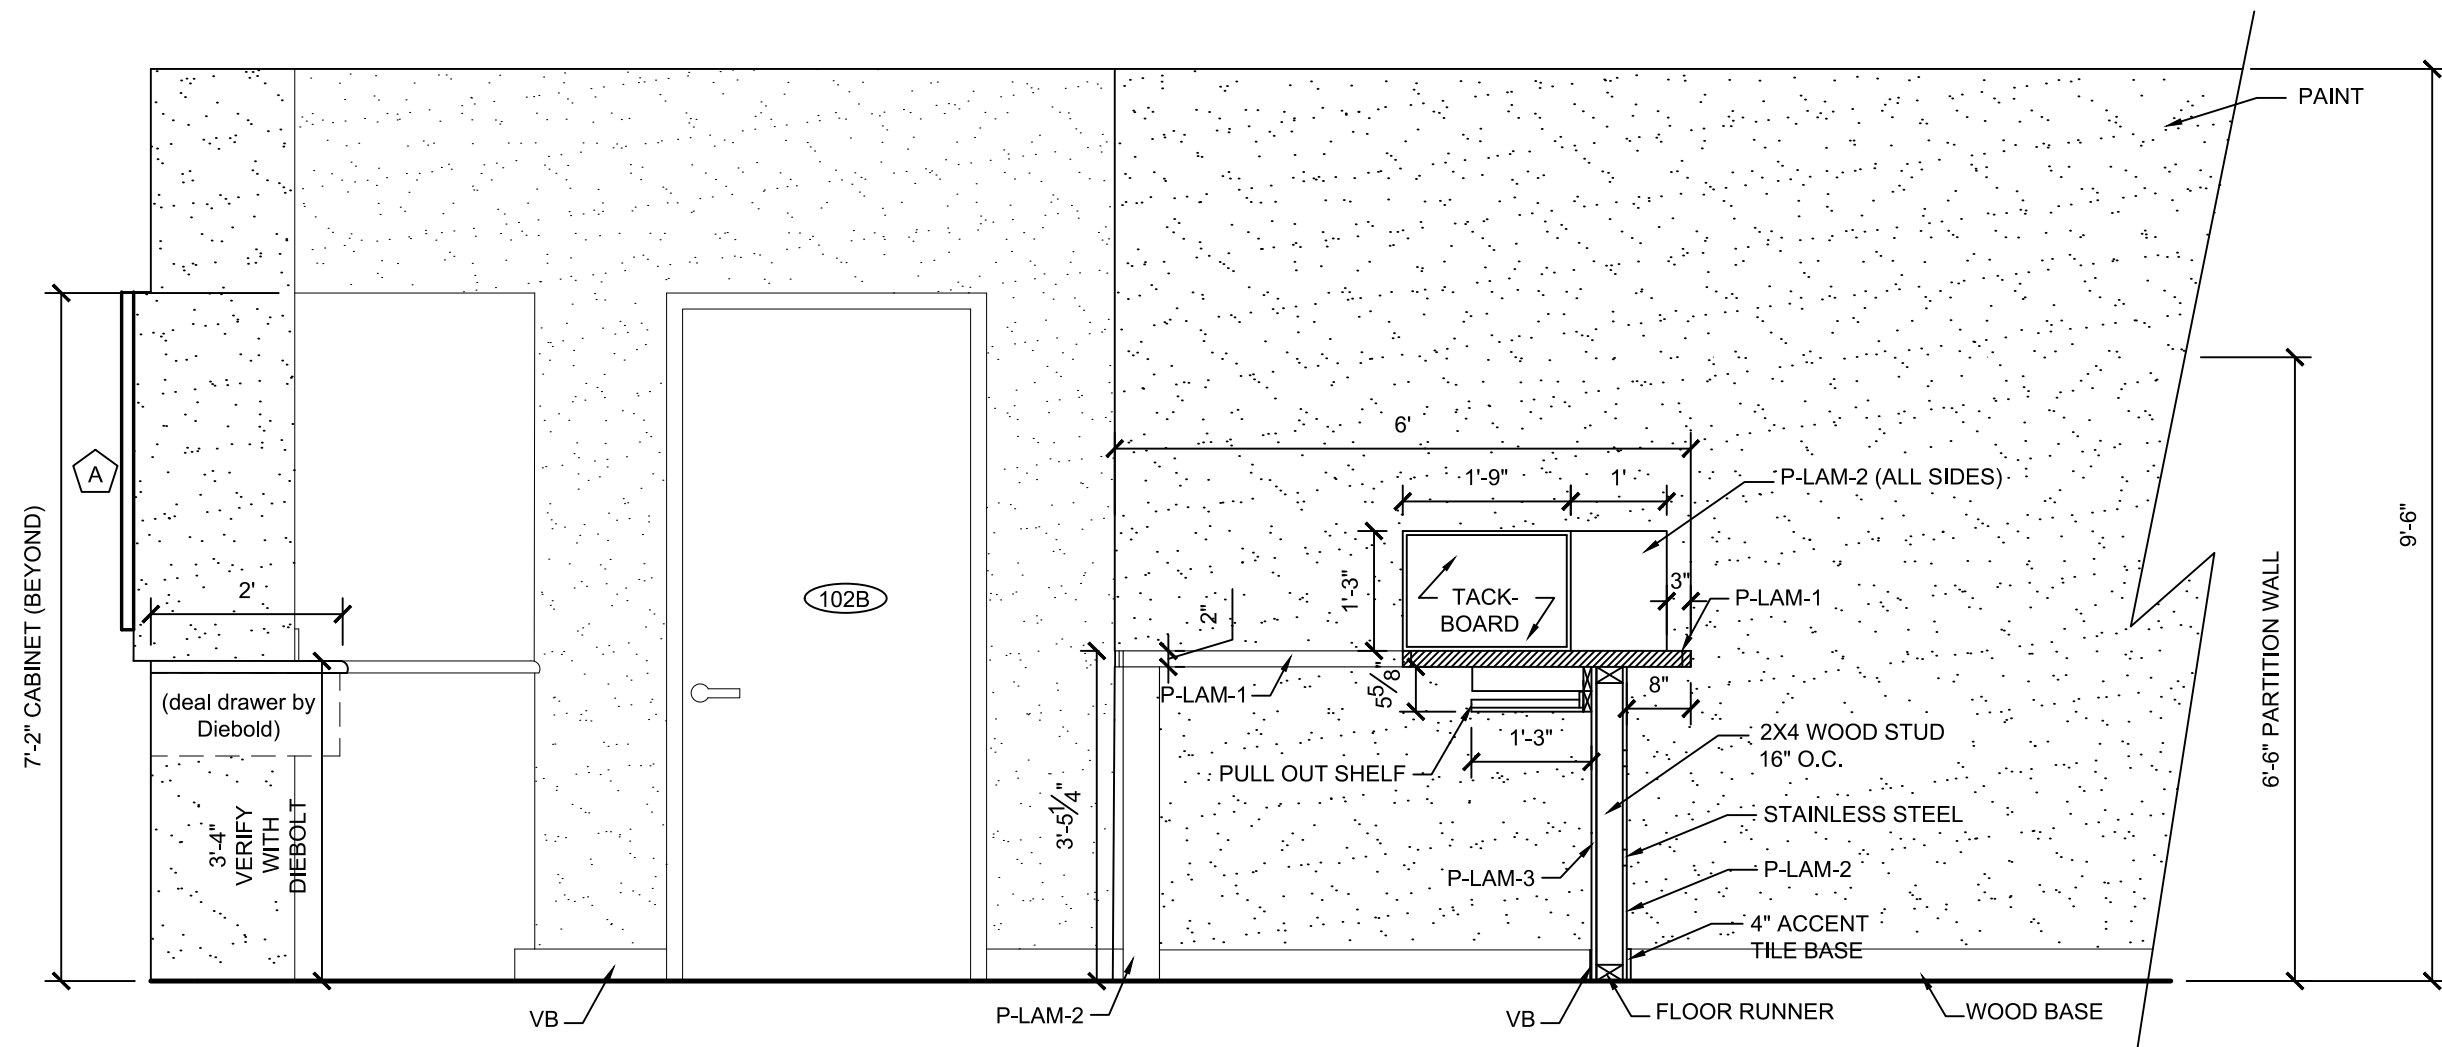 PAINT
9'-6"
6'
1'-9"
1'
P-LAM-2 (ALL SIDES)
A
7'-2" CABINET (BEYOND)
2'
102B
2"
1'-3"
TACK-
BOARD
3"
P-LAM-1
6'-6" PARTITION WALL
(deal drawer by
Diebold)
P-LAM-1
5 5/8"
8"
1'-3"
PULL OUT SHELF
2X4 WOOD STUD
16" O.C.
3'-4"
VERIFY
WITH
DIEBOLT
3'-5 1/4"
STAINLESS STEEL
P-LAM-3
P-LAM-2
4" ACCENT
TILE BASE
VB
P-LAM-2
VB
FLOOR RUNNER
WOOD BASE